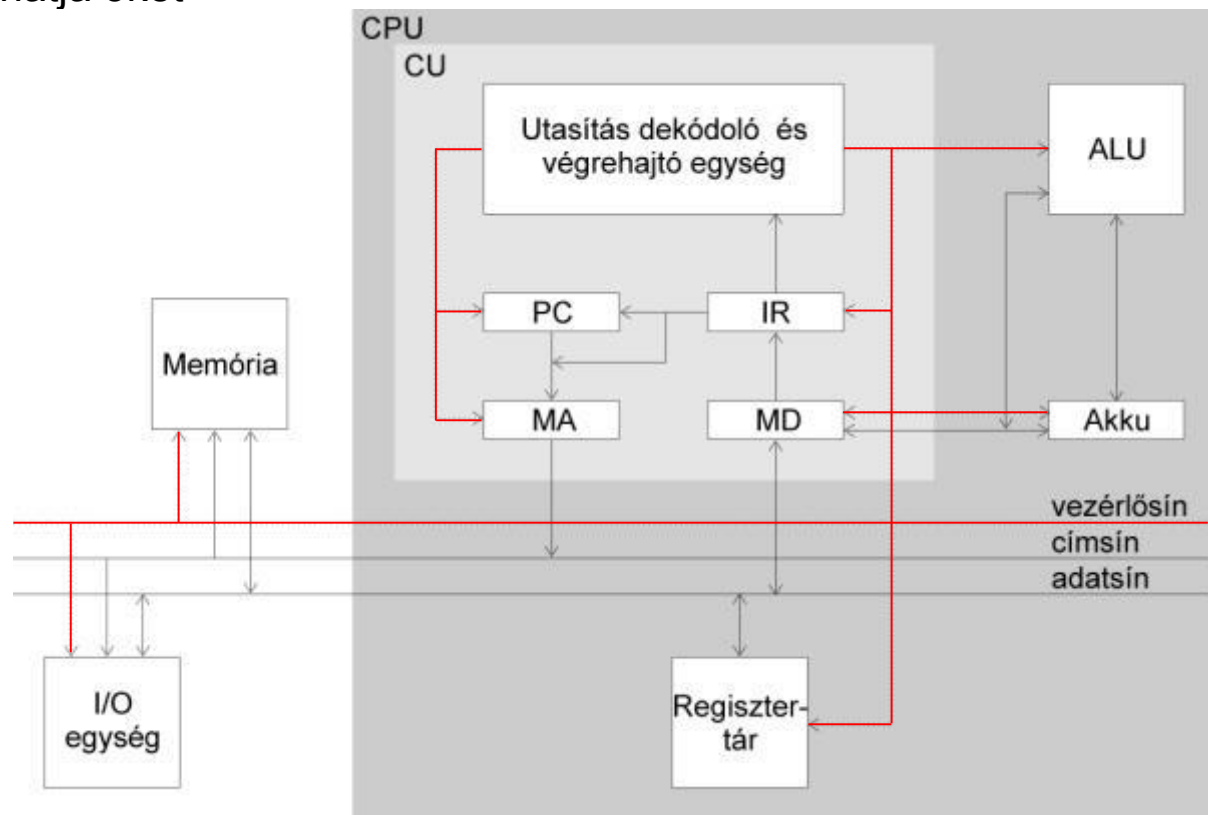 CPU
CU
Utasítás dekódoló és
végrehajtó egység
ALU
PC
IR
Memória
MA
MD
Akku
vezérlősín
címsín
adatsín
I/O
egység
Regiszter-
tár